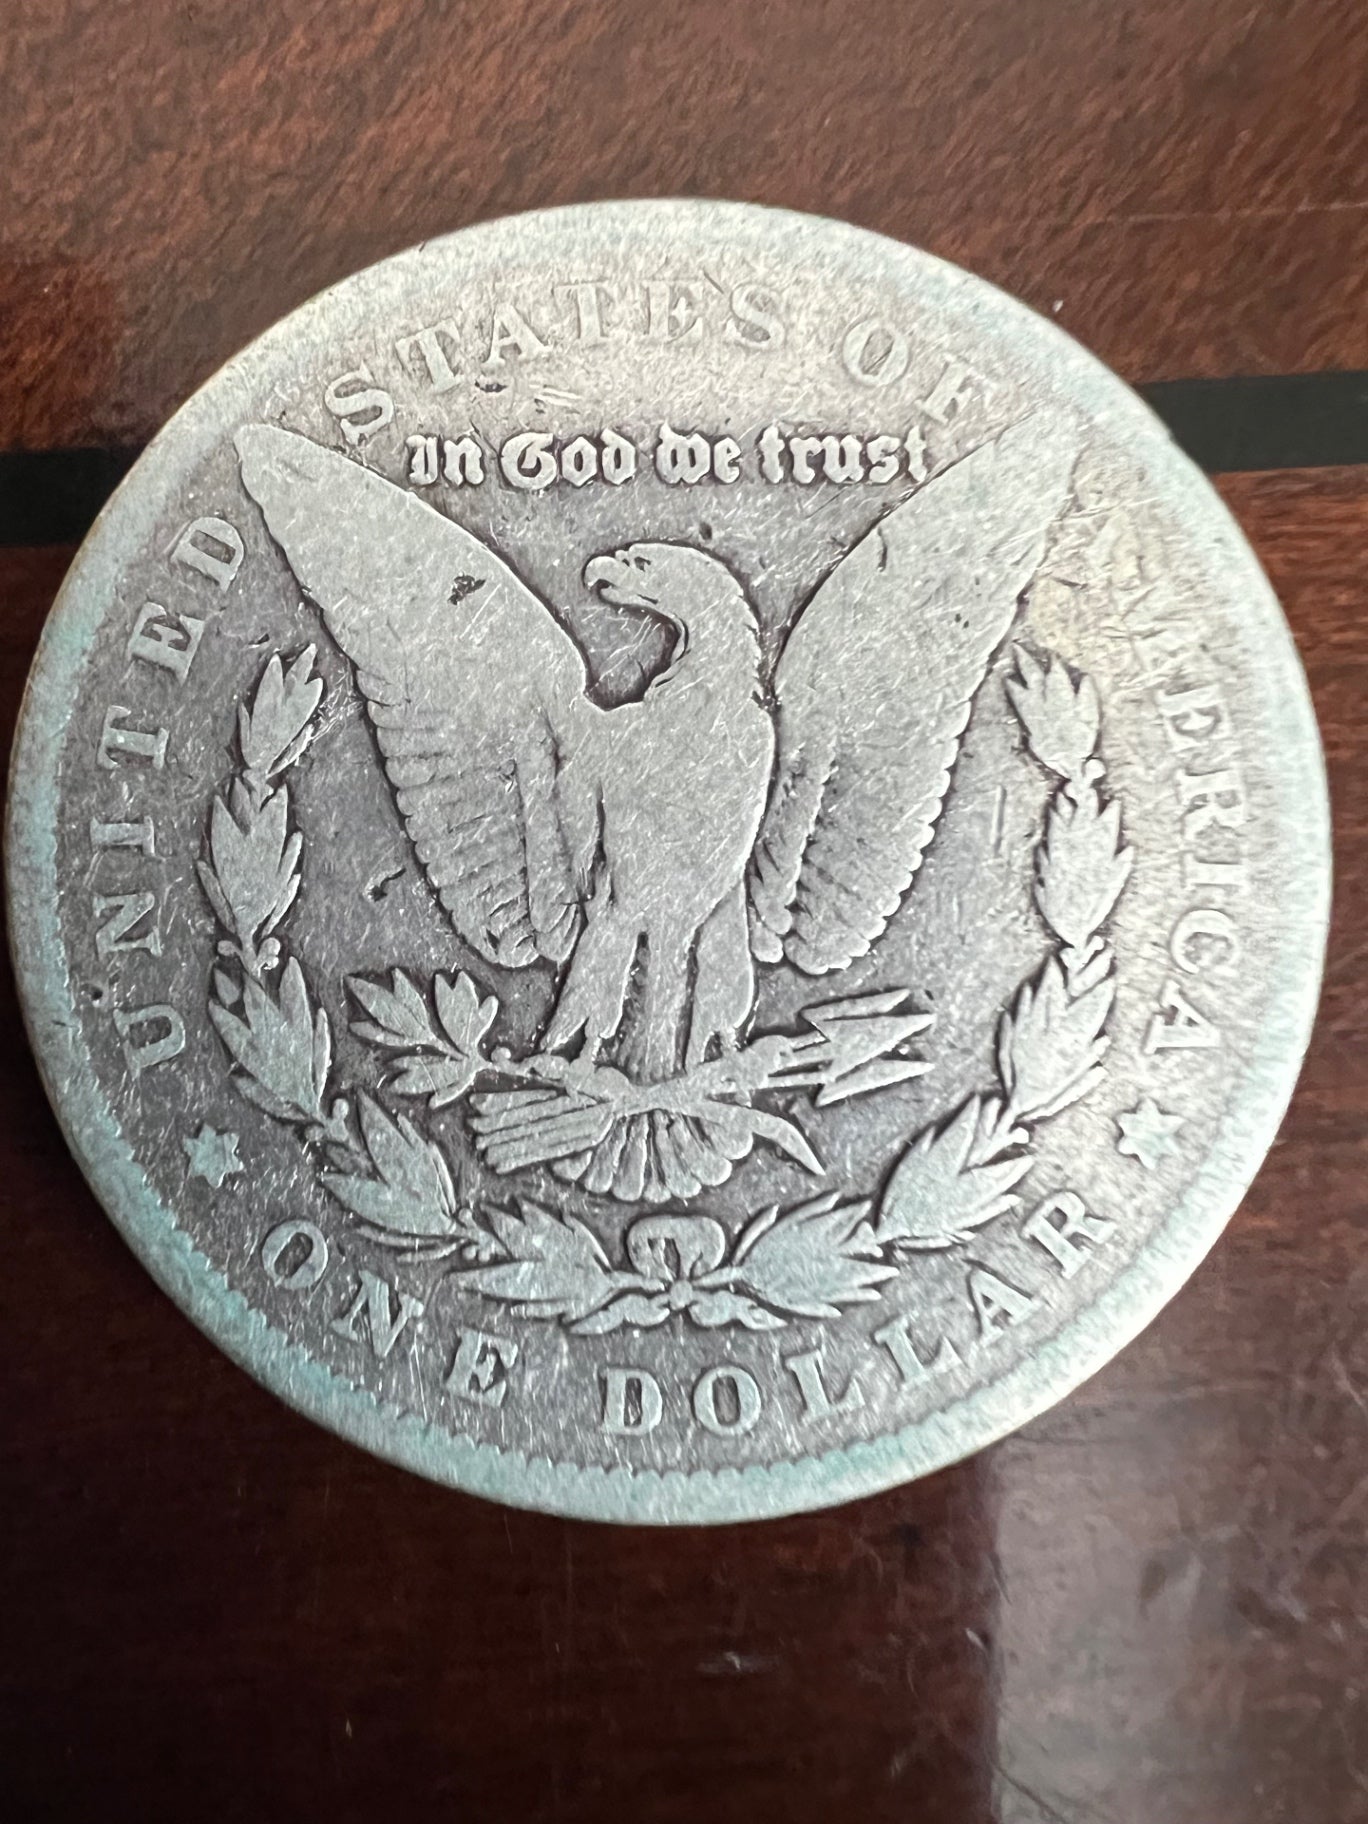 UNITED STATES OF AMERICA
In God we trust
ONE DOLLAR